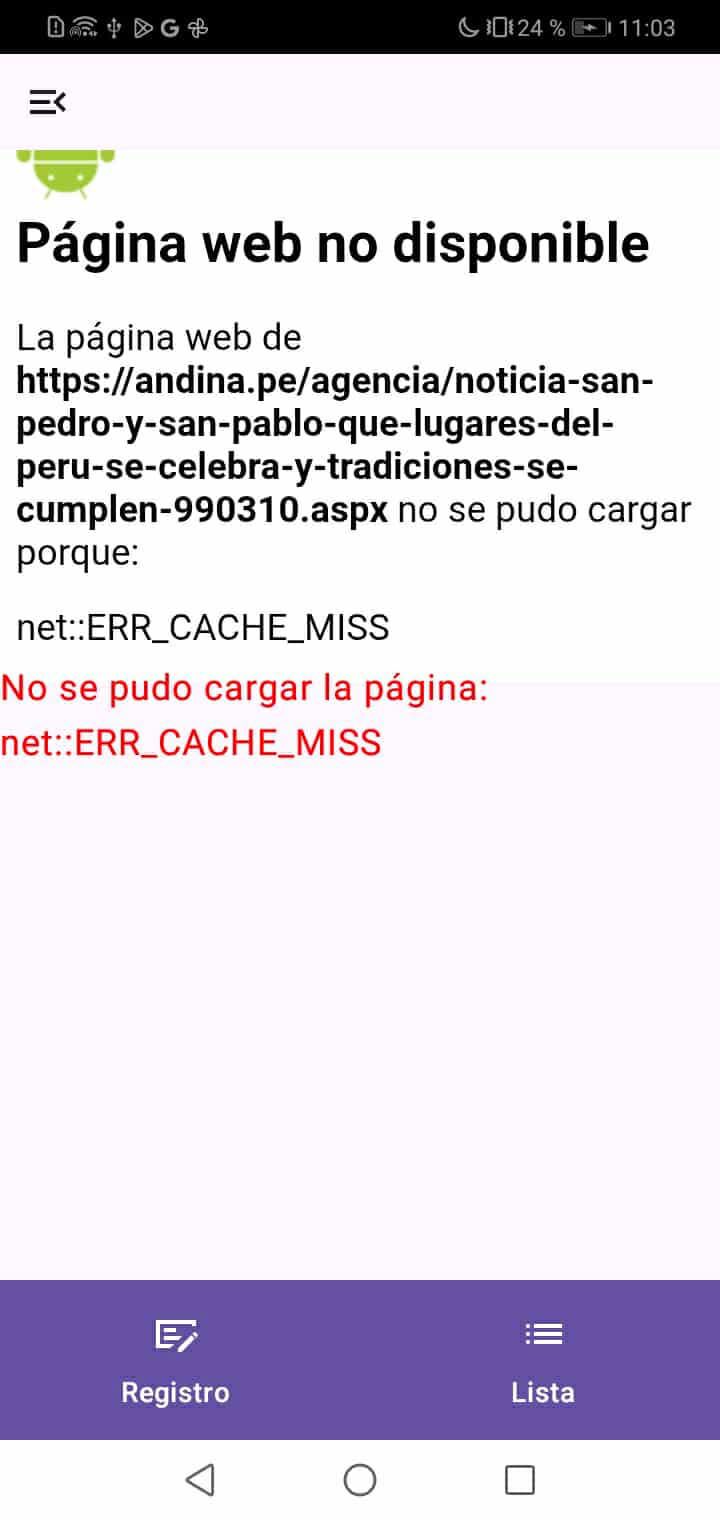 24 % 11:03
Página web no disponible
La página web de
https://andina.pe/agencia/noticia-san-
pedro-y-san-pablo-que-lugares-del-
peru-se-celebra-y-tradiciones-se-
cumplen-990310.aspx no se pudo cargar
porque:
net::ERR_CACHE_MISS
No se pudo cargar la página:
net::ERR_CACHE_MISS
Registro
Lista